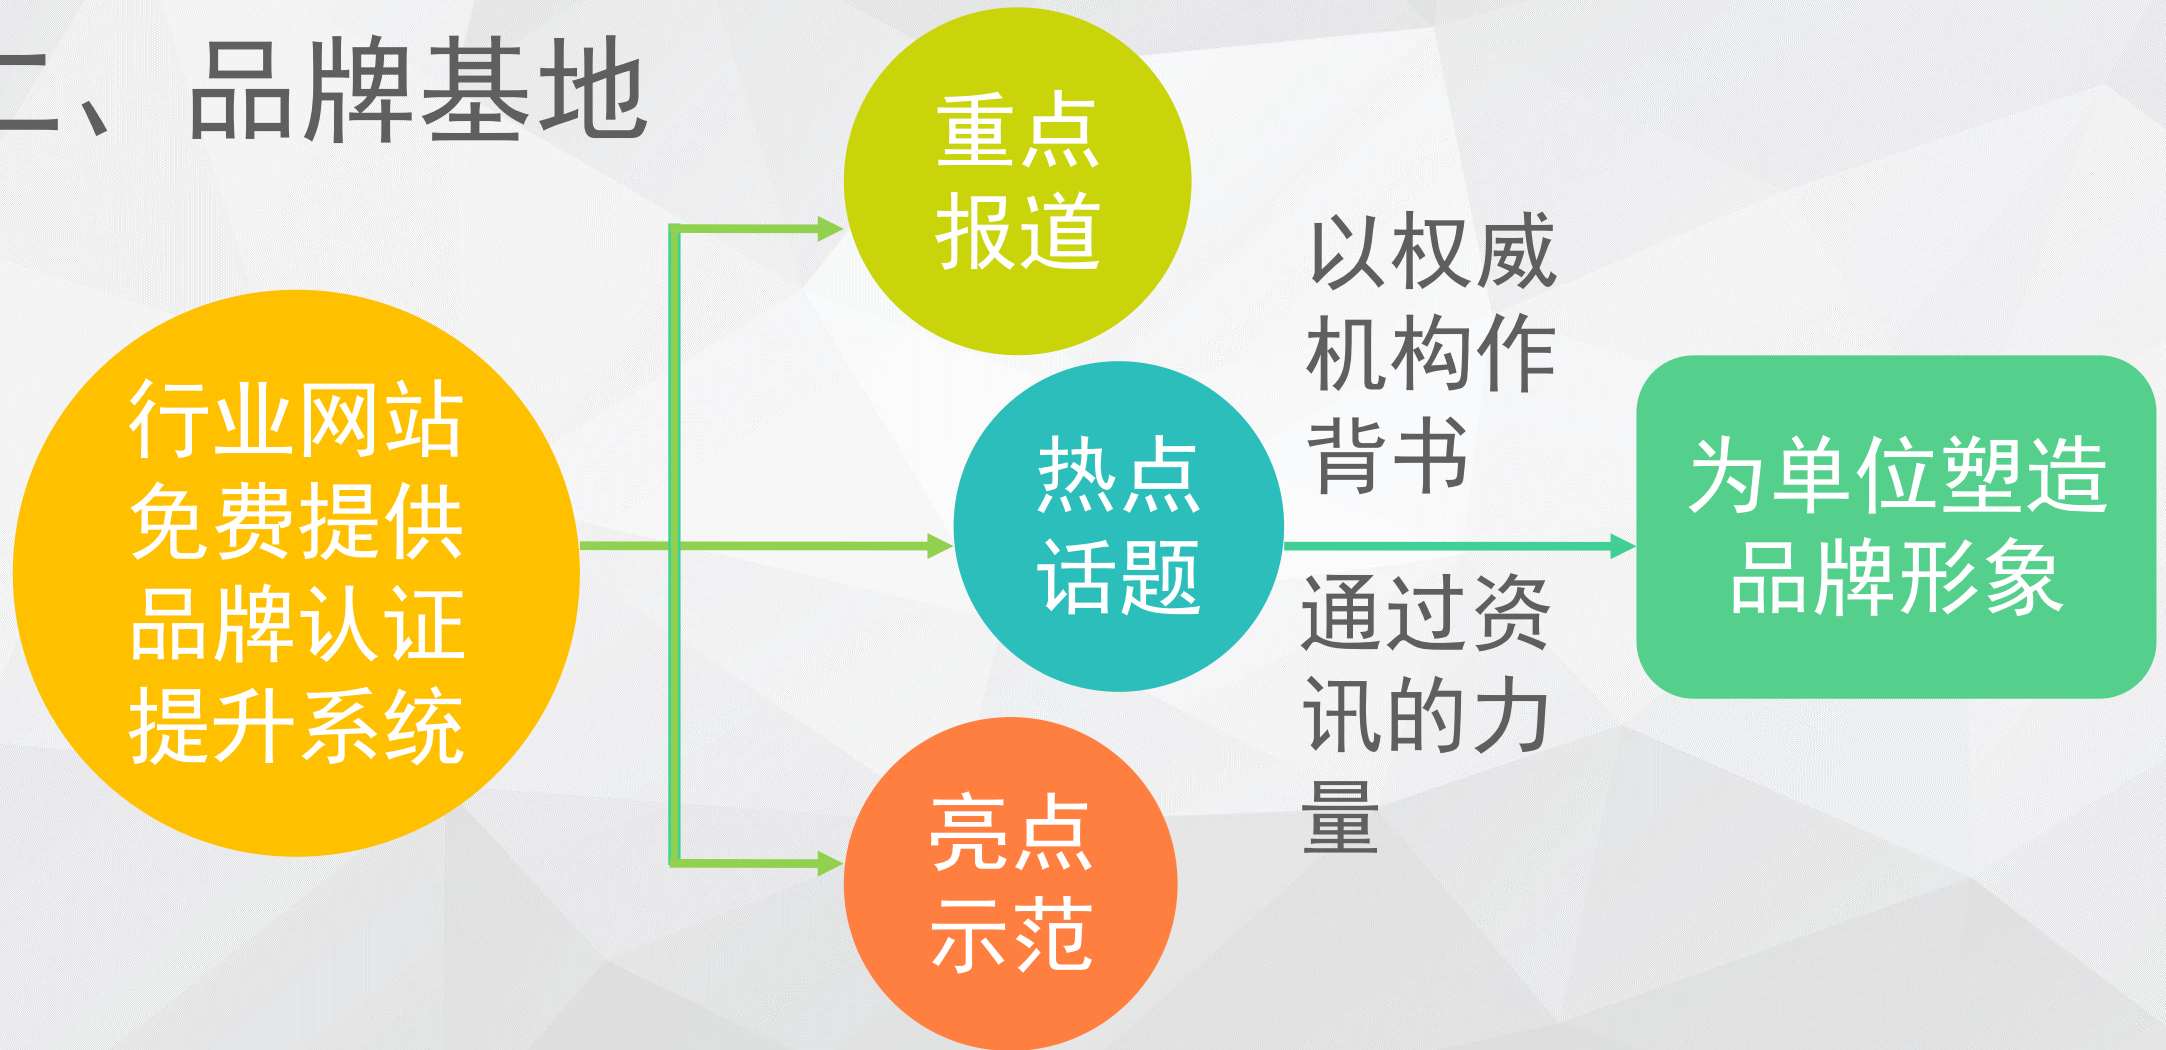 二、品牌基地
行业网站
免费提供
品牌认证
提升系统
重点
报道
热点
话题
亮点
示范
以权威
机构作
背书
通过资
讯的力
量
为单位塑造
品牌形象